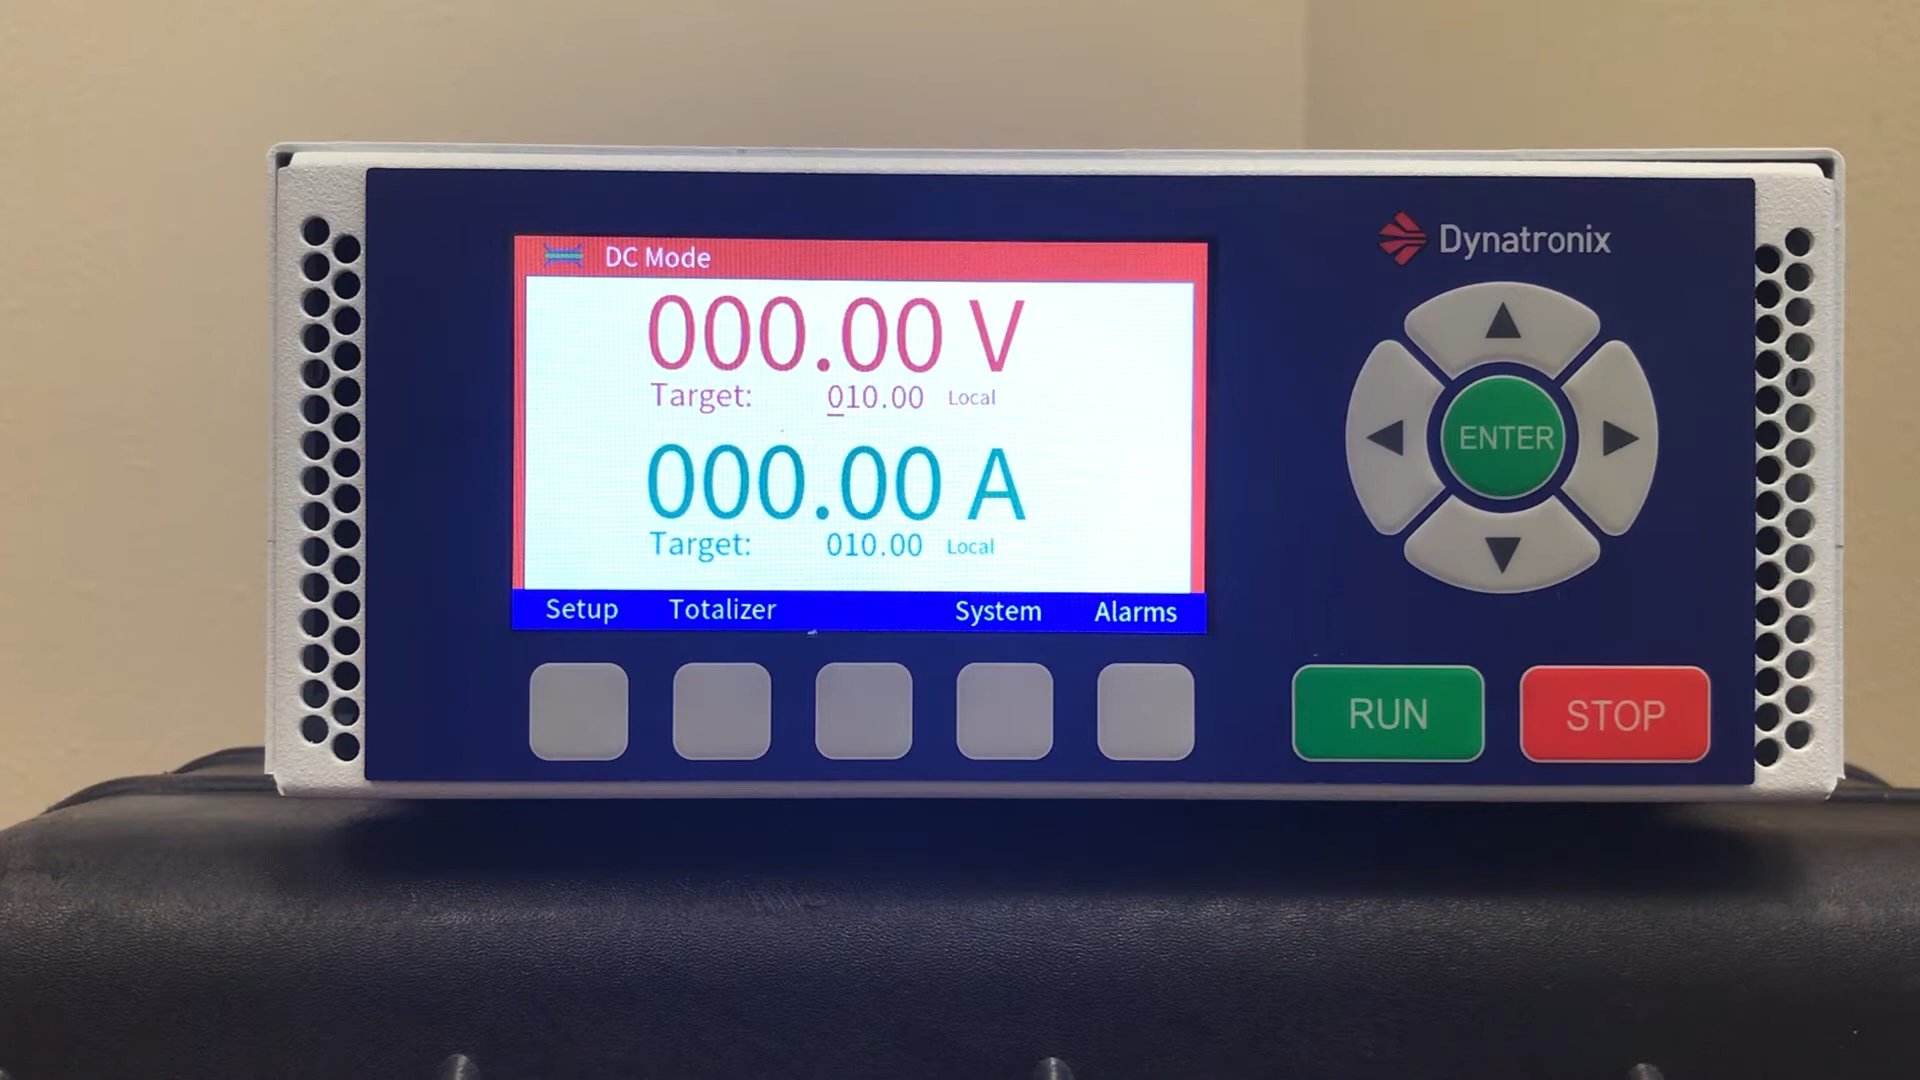 Dynatronix
DC Mode
000.00 V
Target: 010.00 Local
000.00 A
Target: 010.00 Local
Setup Totalizer System Alarms
ENTER
RUN STOP